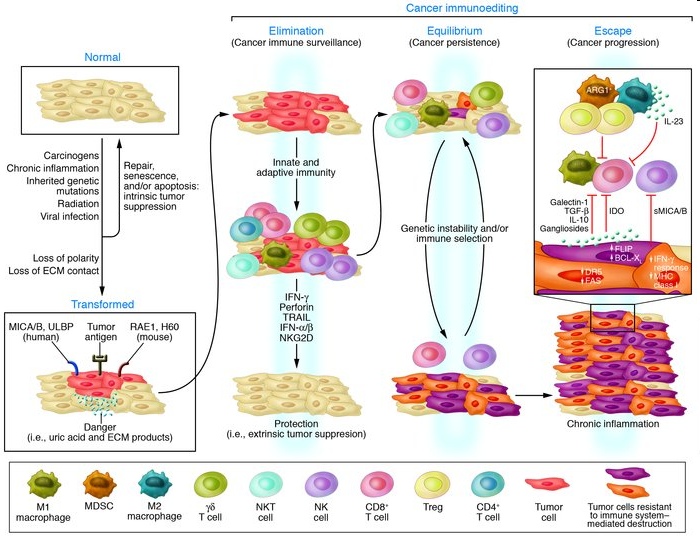 Cancer immunoediting
Elimination
(Cancer immune surveillance)
Equilibrium
(Cancer persistence)
Escape
(Cancer progression)
Normal
Carcinogens
Chronic inflammation
Inherited genetic
mutations
Radiation
Viral infection
Repair,
senescence,
and/or apoptosis:
intrinsic tumor
suppression
Loss of polarity
Loss of ECM contact
Transformed
MICA/B, ULBP
(human)
Tumor
antigen
RAE1, H60
(mouse)
Danger
(i.e., uric acid and ECM products)
Innate and
adaptive immunity
IFN-γ
Perforin
TRAIL
IFN-α/β
NKG2D
Protection
(i.e., extrinsic tumor suppresion)
Genetic instability and/or
immune selection
ARG1+
IL-23
Galectin-1
TGF-β
IL-10
Gangliosides
IDO
sMICA/B
FLIP
BCL-XL
DR5
FAS
IFN-γ
response
MHC
class I
Chronic inflammation
M1
macrophage
MDSC
M2
macrophage
γδ
T cell
NKT
cell
NK
cell
CD8+
T cell
Treg
CD4+
T cell
Tumor
cell
Tumor cells resistant
to immune system–
mediated destruction